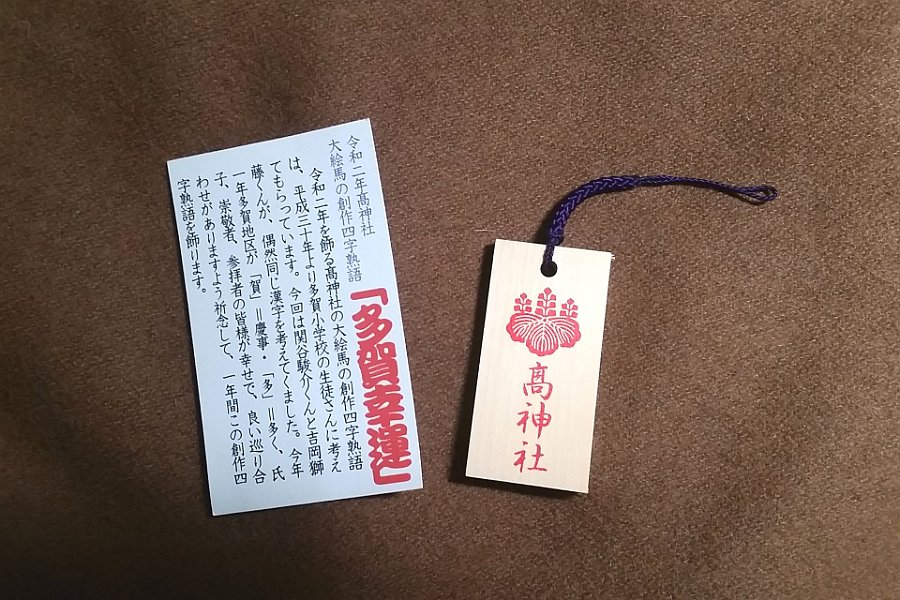 令和二年髙神社
大絵馬の創作四字熟語
「多賀幸運」
令和二年を飾る髙神社の大絵馬の創作四字熟語
は、平成三十年より多賀小学校の生徒さんに考え
てもらっています。今回は関谷駿介くんと吉岡獅
藤くんが、偶然同じ漢字を考えてくました。今年
一年多賀地区が「賀」＝慶事・「多」＝多く、氏
子、崇敬者、参拝者の皆様が幸せで、良い巡り合
わせがありますよう祈念して、一年間この創作四
字熟語を飾ります。
髙神社